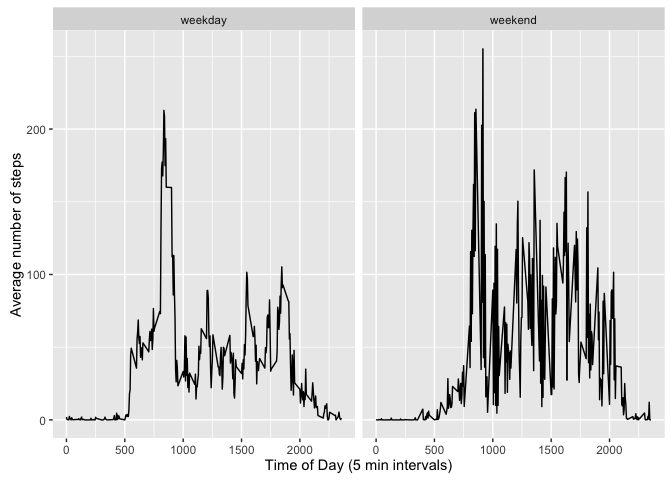 weekday weekend
200
100
0
Average number of steps
0 500 1000 1500 2000 0 500 1000 1500 2000
Time of Day (5 min intervals)